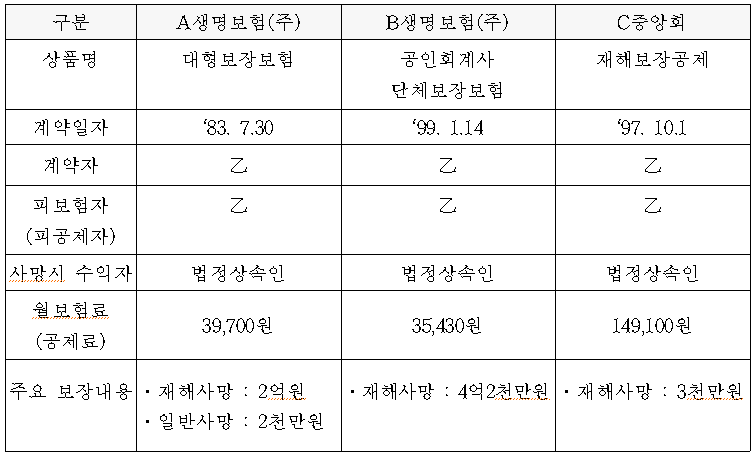 구분 A생명보험(주) B생명보험(주) C중앙회
상품명 대형보장보험 공인회계사 재해보장공제
단체보장보험
계약일자 ‘83. 7.30 ‘99. 1.14 ‘97. 10.1
계약자 乙 乙 乙
피보험자 乙 乙 乙
(피공제자)
사망시 수익자 법정상속인 법정상속인 법정상속인
월보험료 39,700원 35,430원 149,100원
(공제료)
주요 보장내용 ・재해사망 : 2억원 ・재해사망 : 4억2천만원 ・재해사망 : 3천만원
・일반사망 : 2천만원